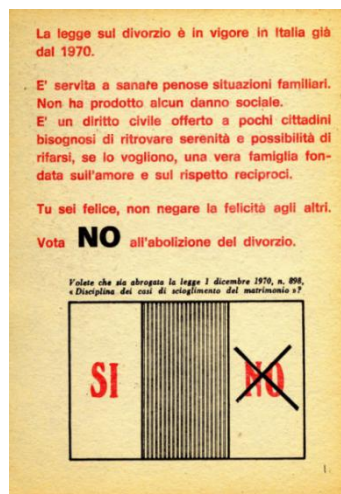 La legge sul divorzio è in vigore in Italia già
dal 1970.
E' servita a sanare penose situazioni familiari.
Non ha prodotto alcun danno sociale.
E' un diritto civile offerto a pochi cittadini
bisognosi di ritrovare serenità e possibilità di
rifarsi, se lo vogliono, una vera famiglia fon-
data sull'amore e sul rispetto reciproci.
Tu sei felice, non negare la felicità agli altri.
Vota NO all'abolizione del divorzio.
Volete che sia abrogata la legge 1 dicembre 1970, n. 898,
« Disciplina dei casi di scioglimento del matrimonio »?
SI NO